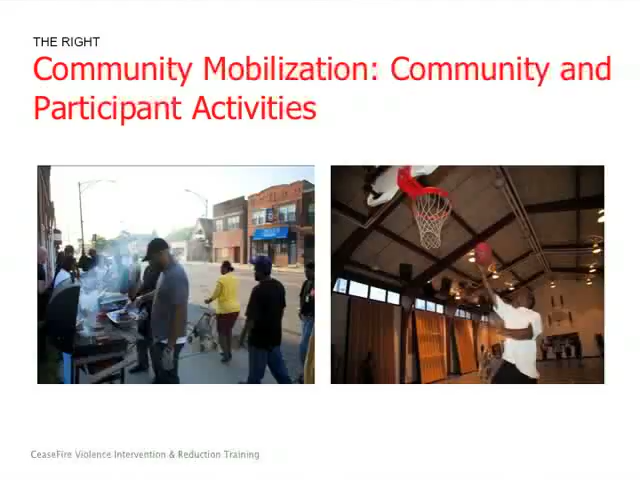 THE RIGHT
Community Mobilization: Community and
Participant Activities
CeaseFire Violence Intervention & Reduction Training